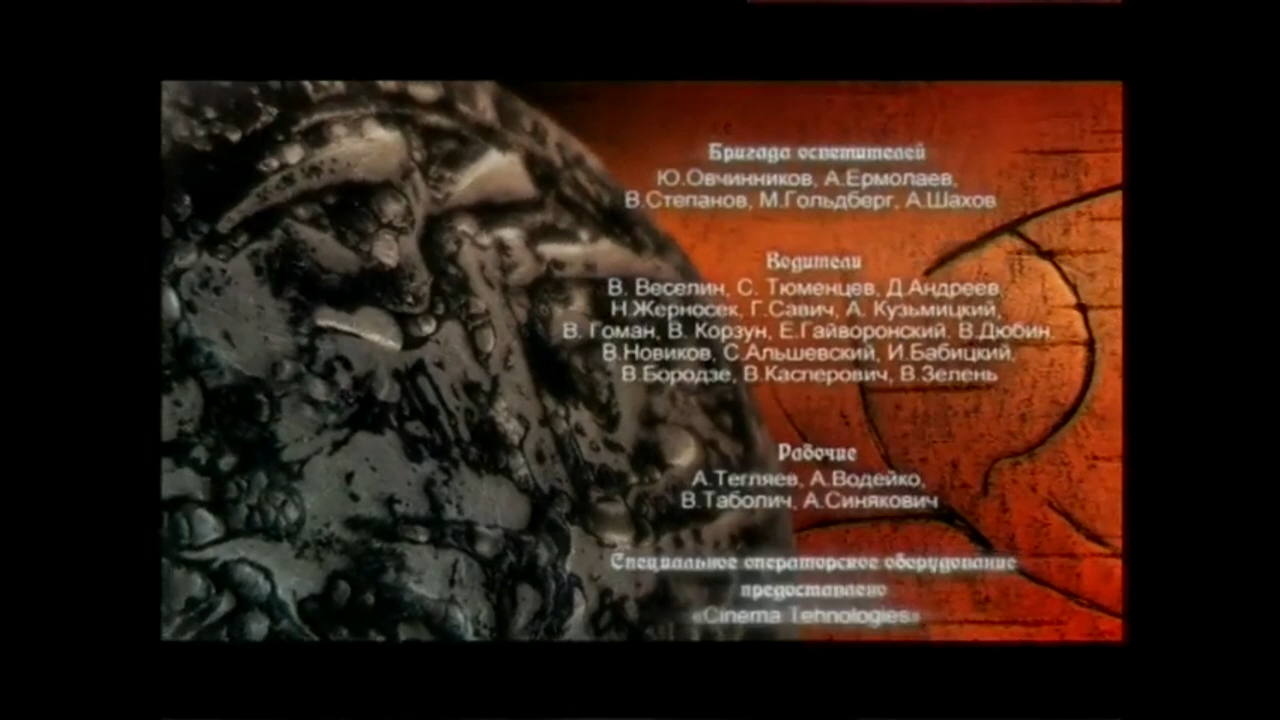 Бригада осветителей
Ю.Овчинников, А.Ермолаев,
В.Степанов, М.Гольдберг, А.Шахов
Водители
В. Веселин, С. Тюменцев, Д.Андреев,
Н.Жерносек, Г.Савич, А. Кузьмицкий,
В. Гоман, В. Корзун, Е.Гайворонский, В.Дюбин,
В.Новиков, С.Альшевский, И.Бабицкий,
В.Бородзе, В.Касперович, В.Зелень
Рабочие
А.Тегляев, А.Водейко,
В.Таболич, А.Синякович
Специальное операторское оборудование
предоставлено
«Cinema Tehnologies»